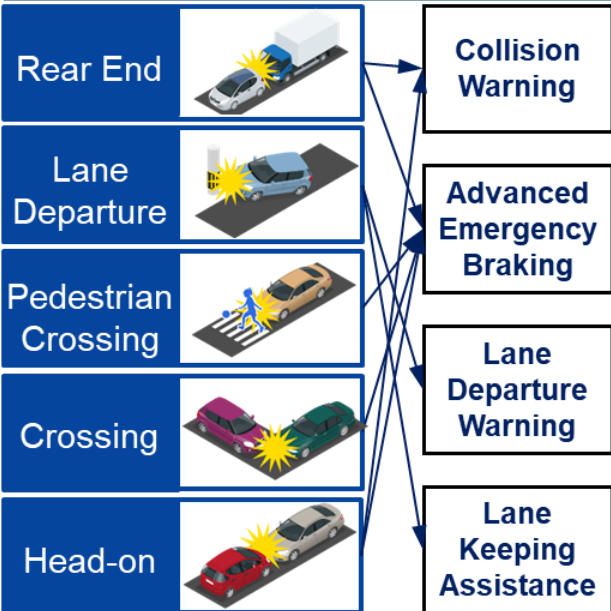 Rear End
Lane
Departure
Pedestrian
Crossing
Crossing
Head-on
Collision
Warning
Advanced
Emergency
Braking
Lane
Departure
Warning
Lane
Keeping
Assistance